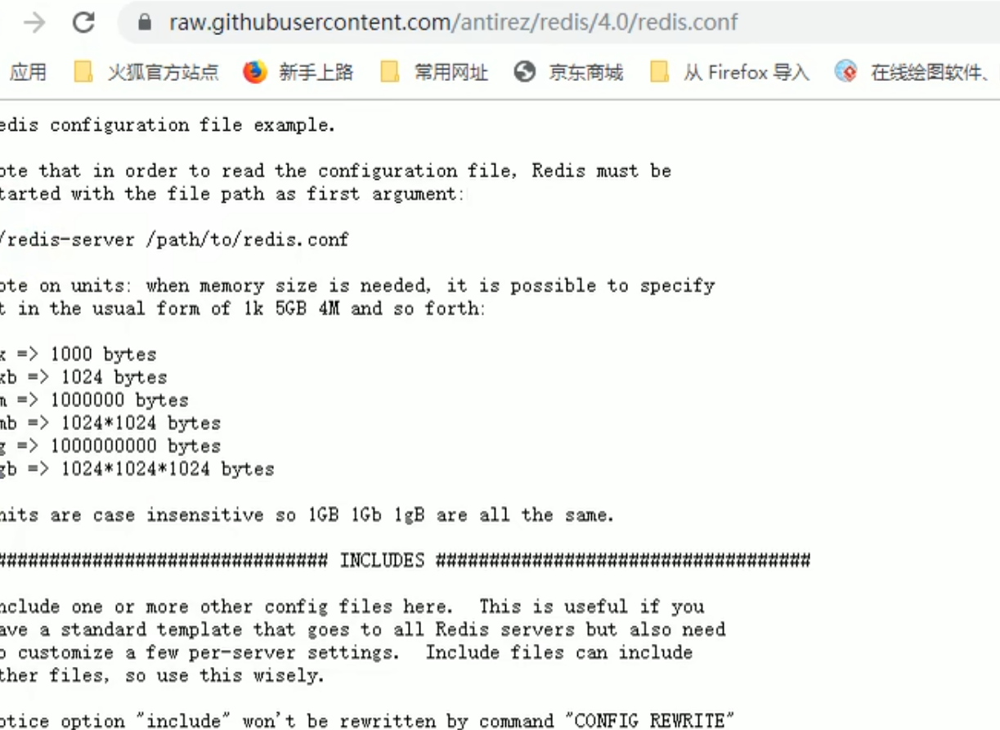 raw.githubusercontent.com/antirez/redis/4.0/redis.conf
应用 火狐官方站点 新手上路 常用网址 京东商城 从 Firefox 导入 在线绘图软件、
edis configuration file example.
ote that in order to read the configuration file, Redis must be
tarted with the file path as first argument:
/redis-server /path/to/redis.conf
ote on units: when memory size is needed, it is possible to specify
t in the usual form of 1k 5GB 4M and so forth:
k => 1000 bytes
kb => 1024 bytes
m => 1000000 bytes
mb => 1024*1024 bytes
g => 1000000000 bytes
gb => 1024*1024*1024 bytes
nits are case insensitive so 1GB 1Gb 1gB are all the same.
############################### INCLUDES ###################################
nclude one or more other config files here.  This is useful if you
ave a standard template that goes to all Redis servers but also need
o customize a few per-server settings.  Include files can include
ther files, so use this wisely.
otice option "include" won't be rewritten by command "CONFIG REWRITE"